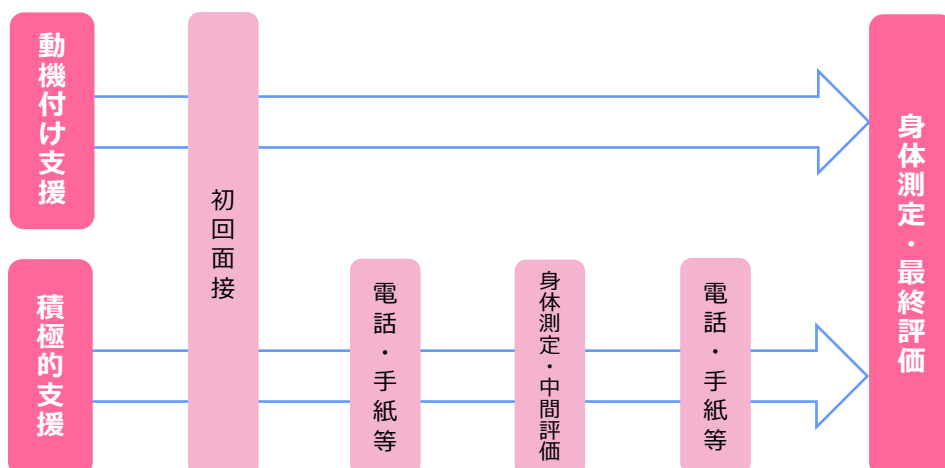 動機付け支援
初回面接
身体測定・最終評価
積極的支援
電話・手紙等
身体測定・中間評価
電話・手紙等